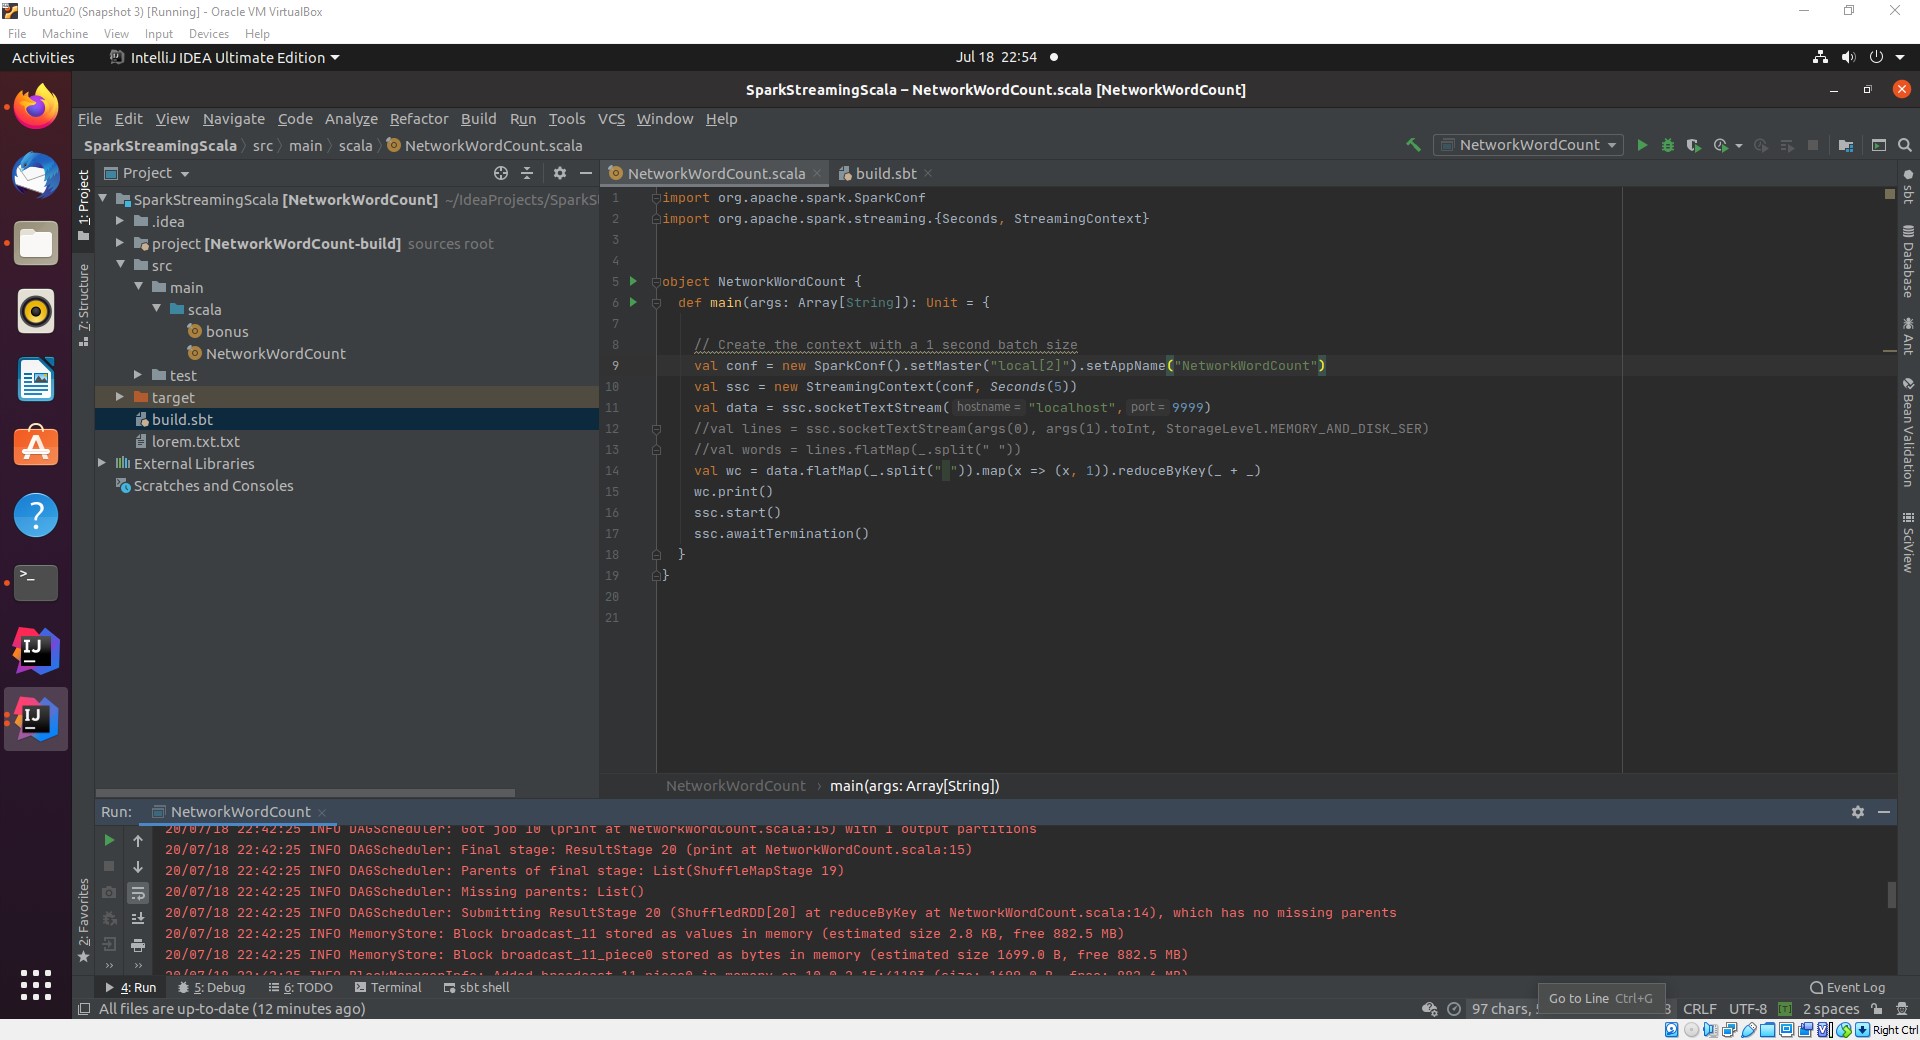 Ubuntu20 (Snapshot 3) [Running] - Oracle VM VirtualBox
File Machine View Input Devices Help
Activities IntelliJ IDEA Ultimate Edition Jul 18 22:54
SparkStreamingScala – NetworkWordCount.scala [NetworkWordCount]
File Edit View Navigate Code Analyze Refactor Build Run Tools VCS Window Help
SparkStreamingScala src main scala NetworkWordCount.scala NetworkWordCount
1: Project
7: Structure
2: Favorites
Project
SparkStreamingScala [NetworkWordCount] ~/IdeaProjects/SparkS
.idea
project [NetworkWordCount-build] sources root
src
main
scala
bonus
NetworkWordCount
test
target
build.sbt
lorem.txt.txt
External Libraries
Scratches and Consoles
NetworkWordCount.scala build.sbt
1 import org.apache.spark.SparkConf
2 import org.apache.spark.streaming.{Seconds, StreamingContext}
3
4
5 object NetworkWordCount {
6 def main(args: Array[String]): Unit = {
7
8 // Create the context with a 1 second batch size
9 val conf = new SparkConf().setMaster("local[2]").setAppName("NetworkWordCount")
10 val ssc = new StreamingContext(conf, Seconds(5))
11 val data = ssc.socketTextStream( hostname = "localhost", port = 9999)
12 //val lines = ssc.socketTextStream(args(0), args(1).toInt, StorageLevel.MEMORY_AND_DISK_SER)
13 //val words = lines.flatMap(_.split(" "))
14 val wc = data.flatMap(_.split(" ")).map(x => (x, 1)).reduceByKey(_ + _)
15 wc.print()
16 ssc.start()
17 ssc.awaitTermination()
18 }
19 }
20
21
NetworkWordCount › main(args: Array[String])
sbt
Database
Ant
Bean Validation
SciView
Run: NetworkWordCount
20/07/18 22:42:25 INFO DAGScheduler: Got job 10 (print at NetworkWordCount.scala:15) with 1 output partitions
20/07/18 22:42:25 INFO DAGScheduler: Final stage: ResultStage 20 (print at NetworkWordCount.scala:15)
20/07/18 22:42:25 INFO DAGScheduler: Parents of final stage: List(ShuffleMapStage 19)
20/07/18 22:42:25 INFO DAGScheduler: Missing parents: List()
20/07/18 22:42:25 INFO DAGScheduler: Submitting ResultStage 20 (ShuffledRDD[20] at reduceByKey at NetworkWordCount.scala:14), which has no missing parents
20/07/18 22:42:25 INFO MemoryStore: Block broadcast_11 stored as values in memory (estimated size 2.8 KB, free 882.5 MB)
20/07/18 22:42:25 INFO MemoryStore: Block broadcast_11_piece0 stored as bytes in memory (estimated size 1699.0 B, free 882.5 MB)
4: Run 5: Debug 6: TODO Terminal sbt shell Event Log
Go to Line Ctrl+G
All files are up-to-date (12 minutes ago) 97 chars, CRLF UTF-8 2 spaces
Right Ctrl